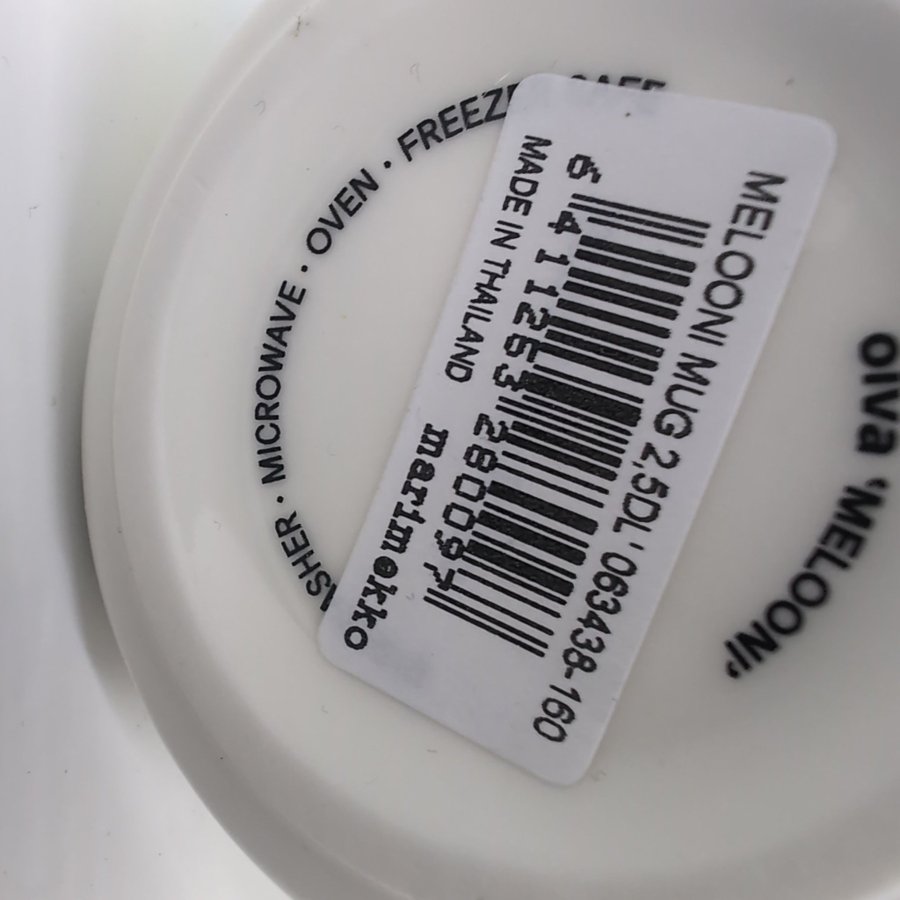 MELOONI MUG 2,5DL' 063438-160
6 411253 280097
MADE IN THAILAND
marimekko
SHER · MICROWAVE · OVEN · FREEZE SAFE
oiva 'MELOONI'